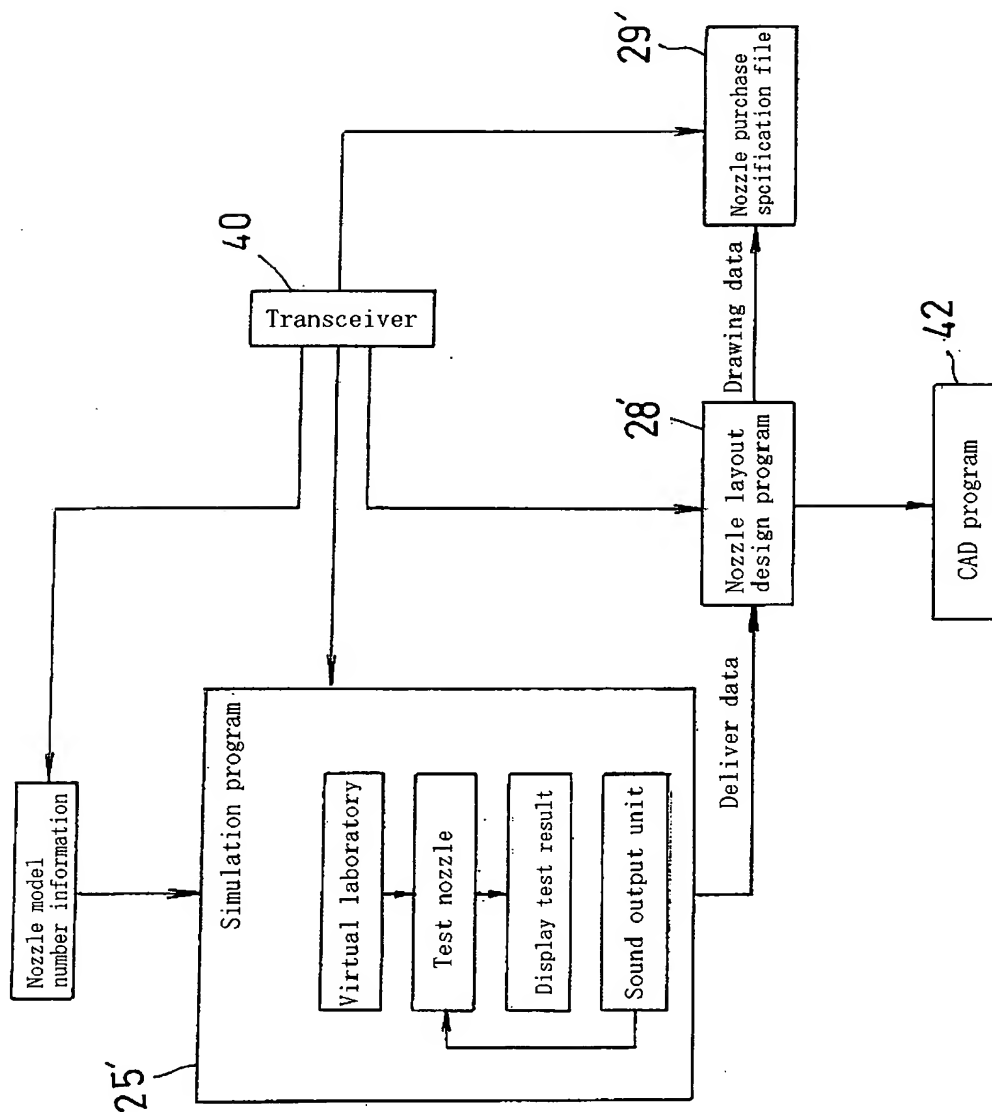 Nozzle model
number information
25′
Simulation program
Virtual laboratory
Test nozzle
Display test result
Sound output unit
40
Transceiver
Deliver data
28′
Nozzle layout
design program
Drawing data
29′
Nozzle purchase
spcification file
42
CAD program